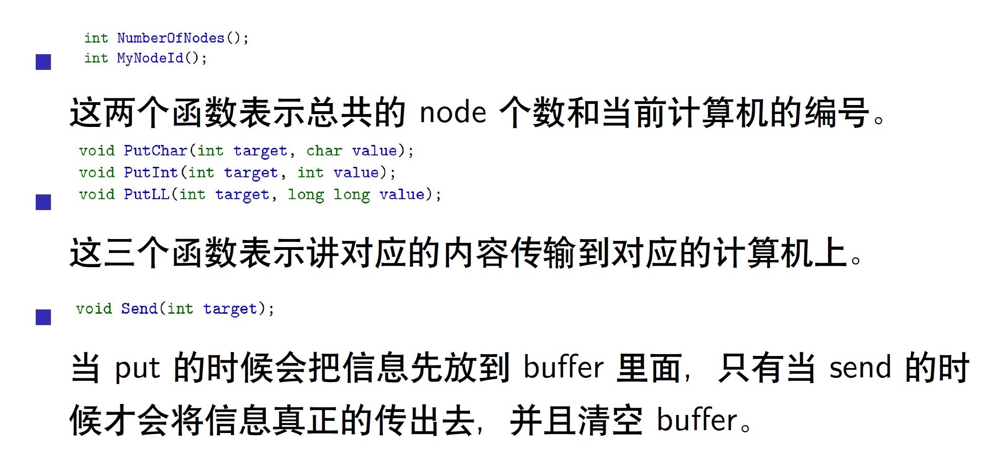 int NumberOfNodes();
int MyNodeId();
这两个函数表示总共的 node 个数和当前计算机的编号。
void PutChar(int target, char value);
void PutInt(int target, int value);
void PutLL(int target, long long value);
这三个函数表示讲对应的内容传输到对应的计算机上。
void Send(int target);
当 put 的时候会把信息先放到 buffer 里面, 只有当 send 的时
候才会将信息真正的传出去, 并且清空 buffer。